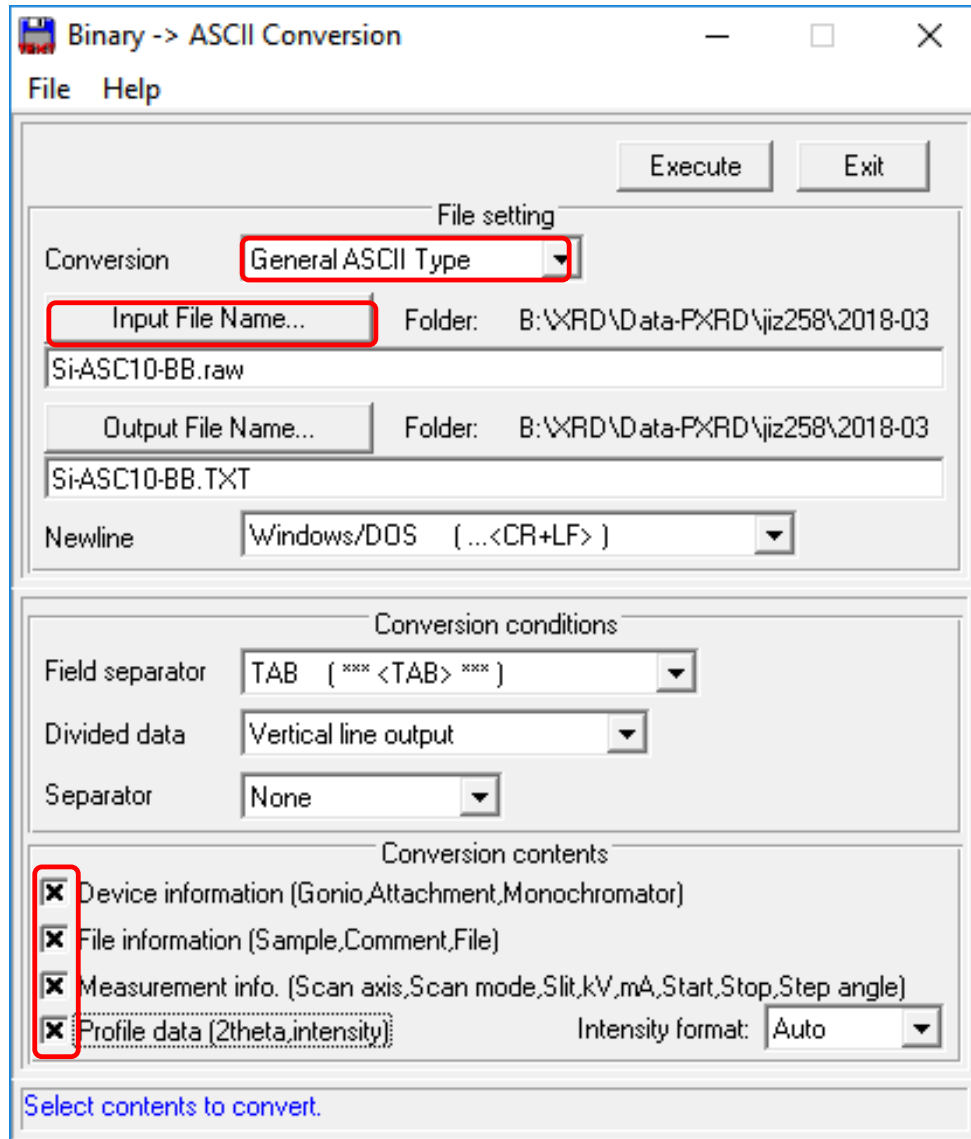 Binary -> ASCII Conversion
File Help
Execute Exit
File setting
Conversion General ASCII Type
Input File Name... Folder: B:\XRD\Data-PXRD\jiz258\2018-03
Si-ASC10-BB.raw
Output File Name... Folder: B:\XRD\Data-PXRD\jiz258\2018-03
Si-ASC10-BB.TXT
Newline Windows/DOS ( ...<CR+LF> )
Conversion conditions
Field separator TAB ( *** <TAB> *** )
Divided data Vertical line output
Separator None
Conversion contents
Device information (Gonio,Attachment,Monochromator)
File information (Sample,Comment,File)
Measurement info. (Scan axis,Scan mode,Slit,kV,mA,Start,Stop,Step angle)
Profile data (2theta,intensity) Intensity format: Auto
Select contents to convert.